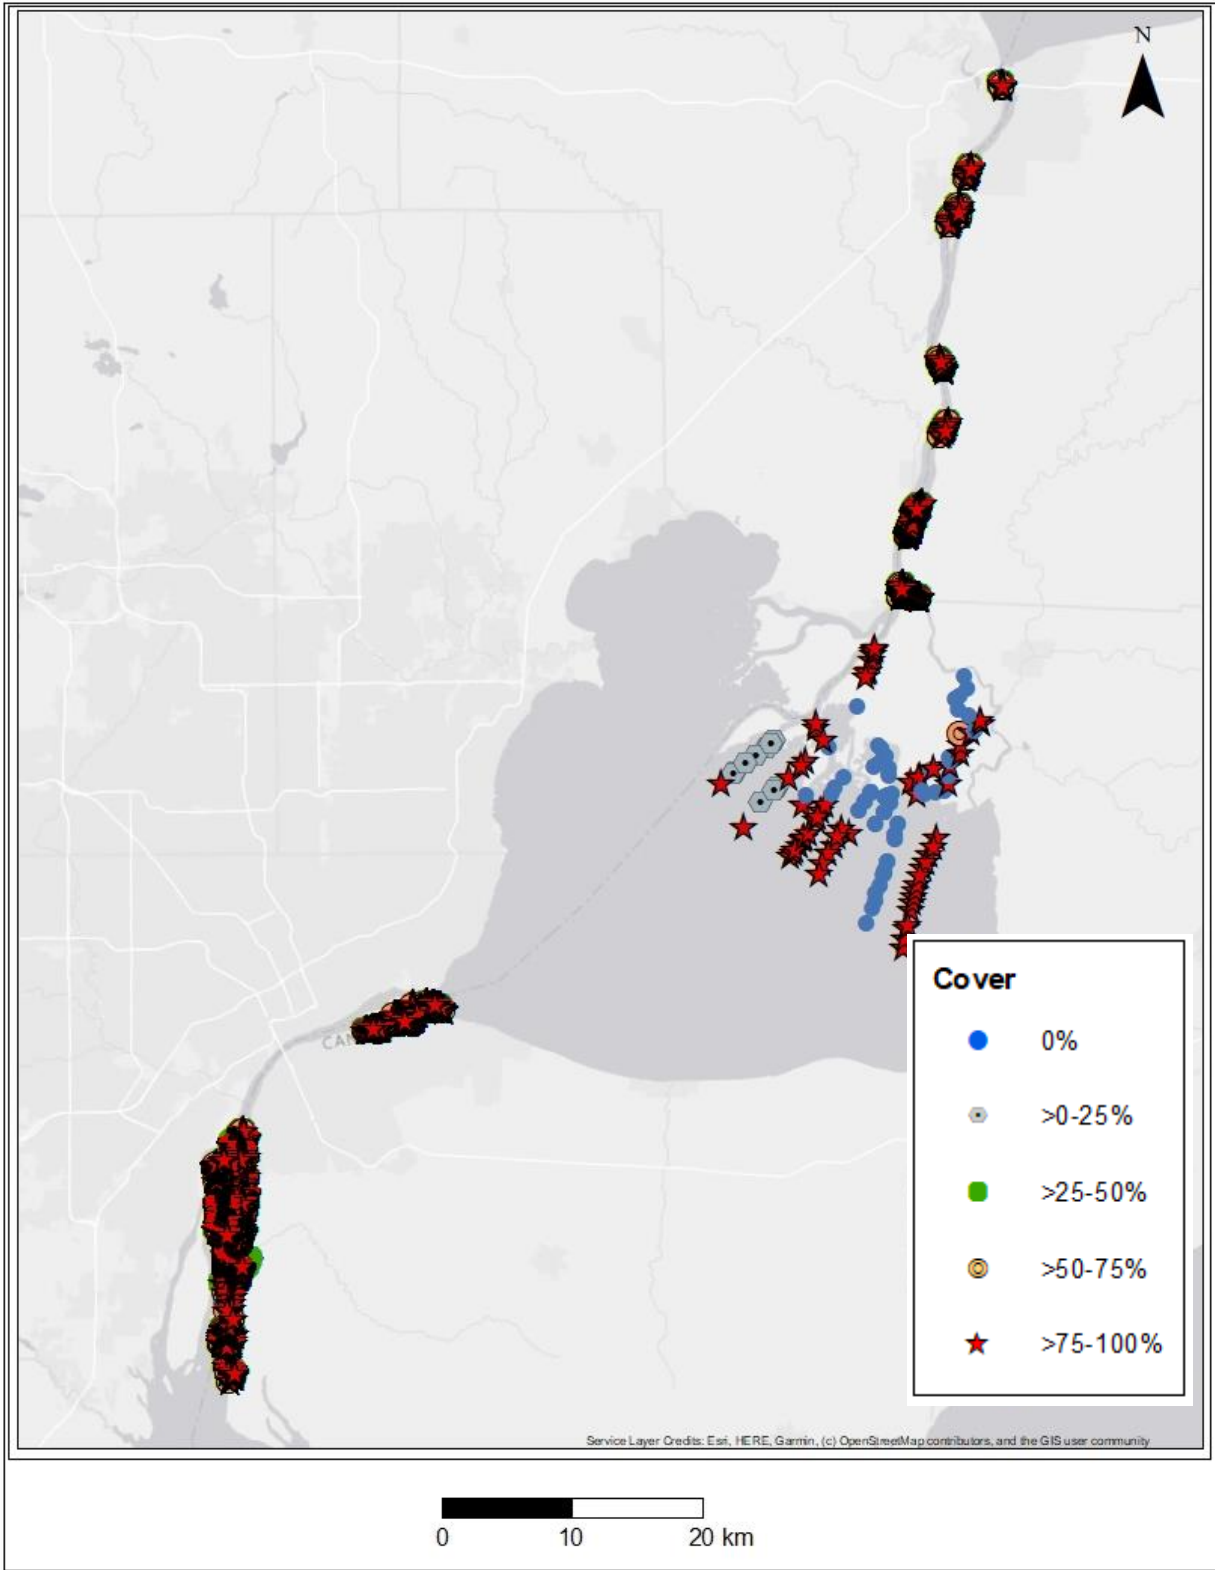 N
CAN
Cover
0%
>0-25%
>25-50%
>50-75%
>75-100%
Service Layer Credits: Esri, HERE, Garmin, (c) OpenStreetMap contributors, and the GIS user community
0 10 20 km